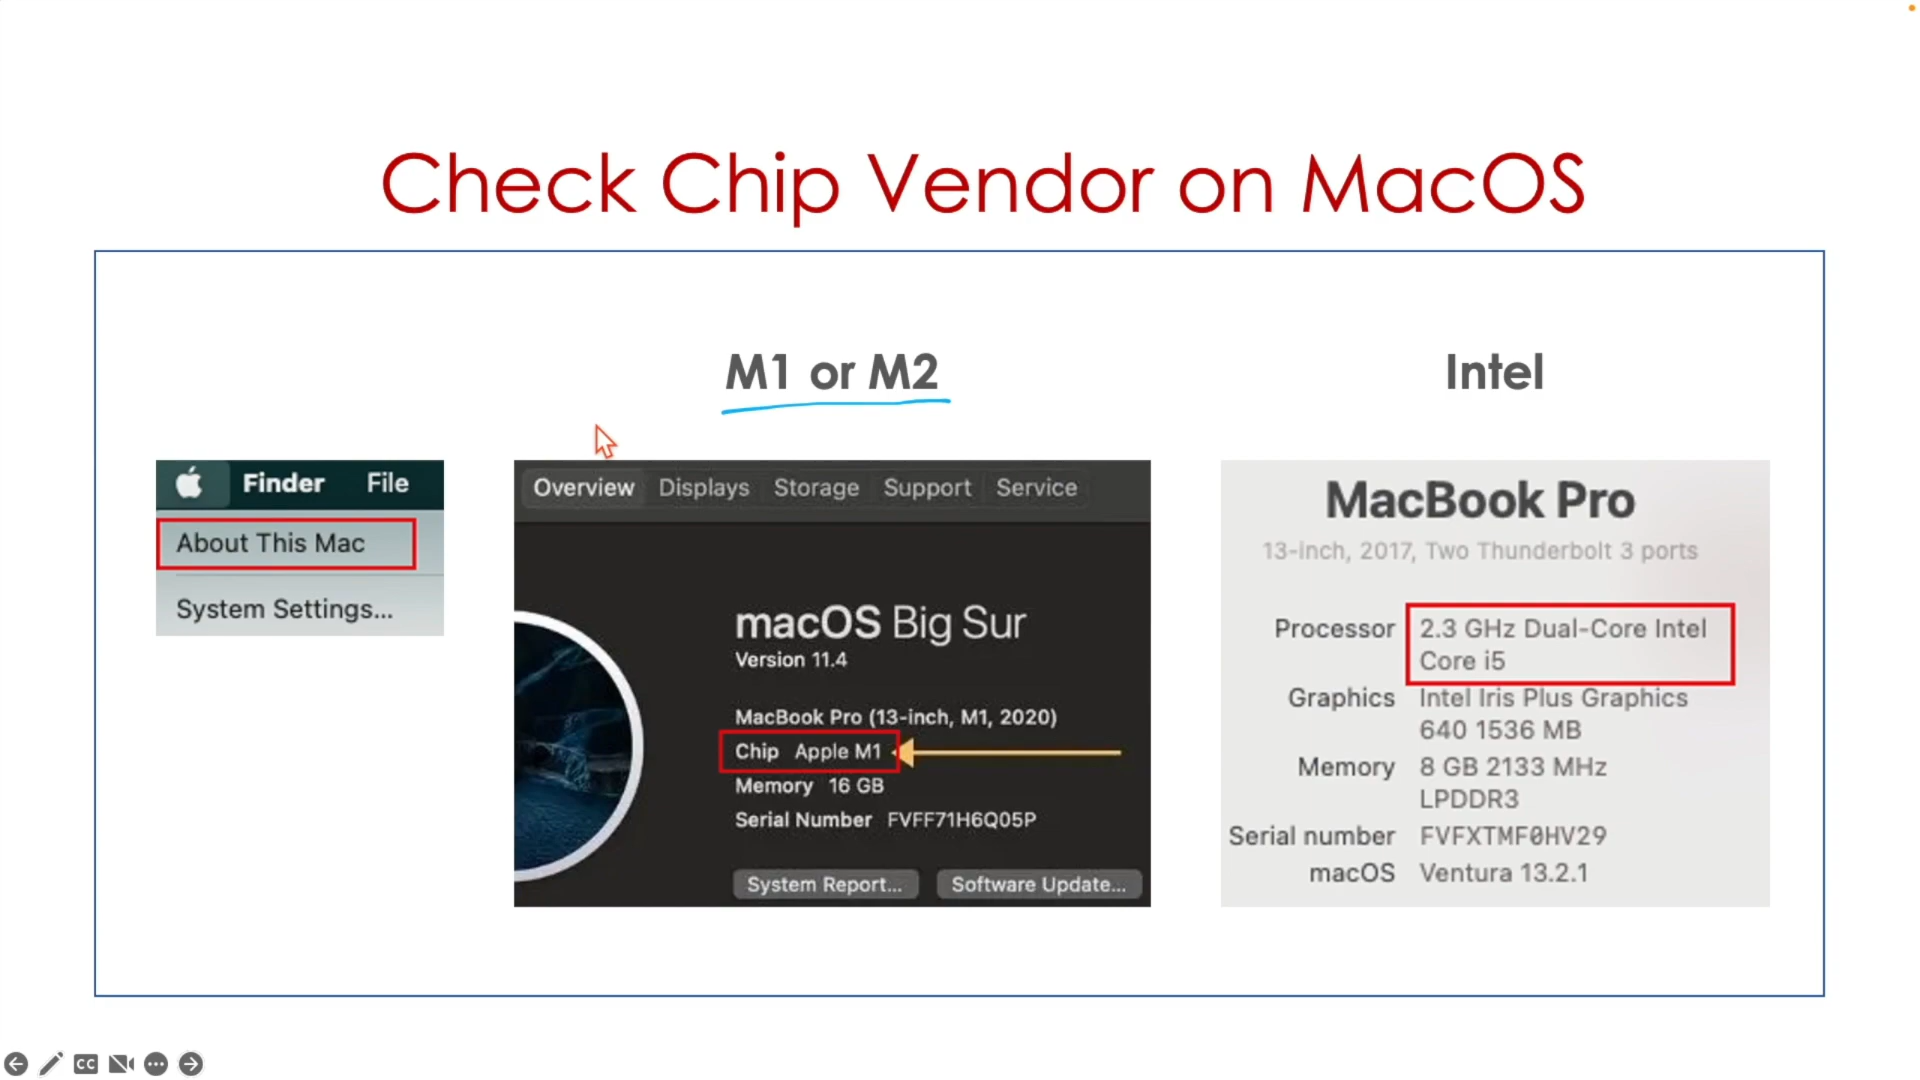 Check Chip Vendor on MacOS
M1 or M2
Intel
Finder File
About This Mac
System Settings...
Overview Displays Storage Support Service
macOS Big Sur
Version 11.4
MacBook Pro (13-inch, M1, 2020)
Chip Apple M1
Memory 16 GB
Serial Number FVFF71H6Q05P
System Report... Software Update...
MacBook Pro
13-inch, 2017, Two Thunderbolt 3 ports
Processor 2.3 GHz Dual-Core Intel
Core i5
Graphics Intel Iris Plus Graphics
640 1536 MB
Memory 8 GB 2133 MHz
LPDDR3
Serial number FVFXTMF0HV29
macOS Ventura 13.2.1
CC